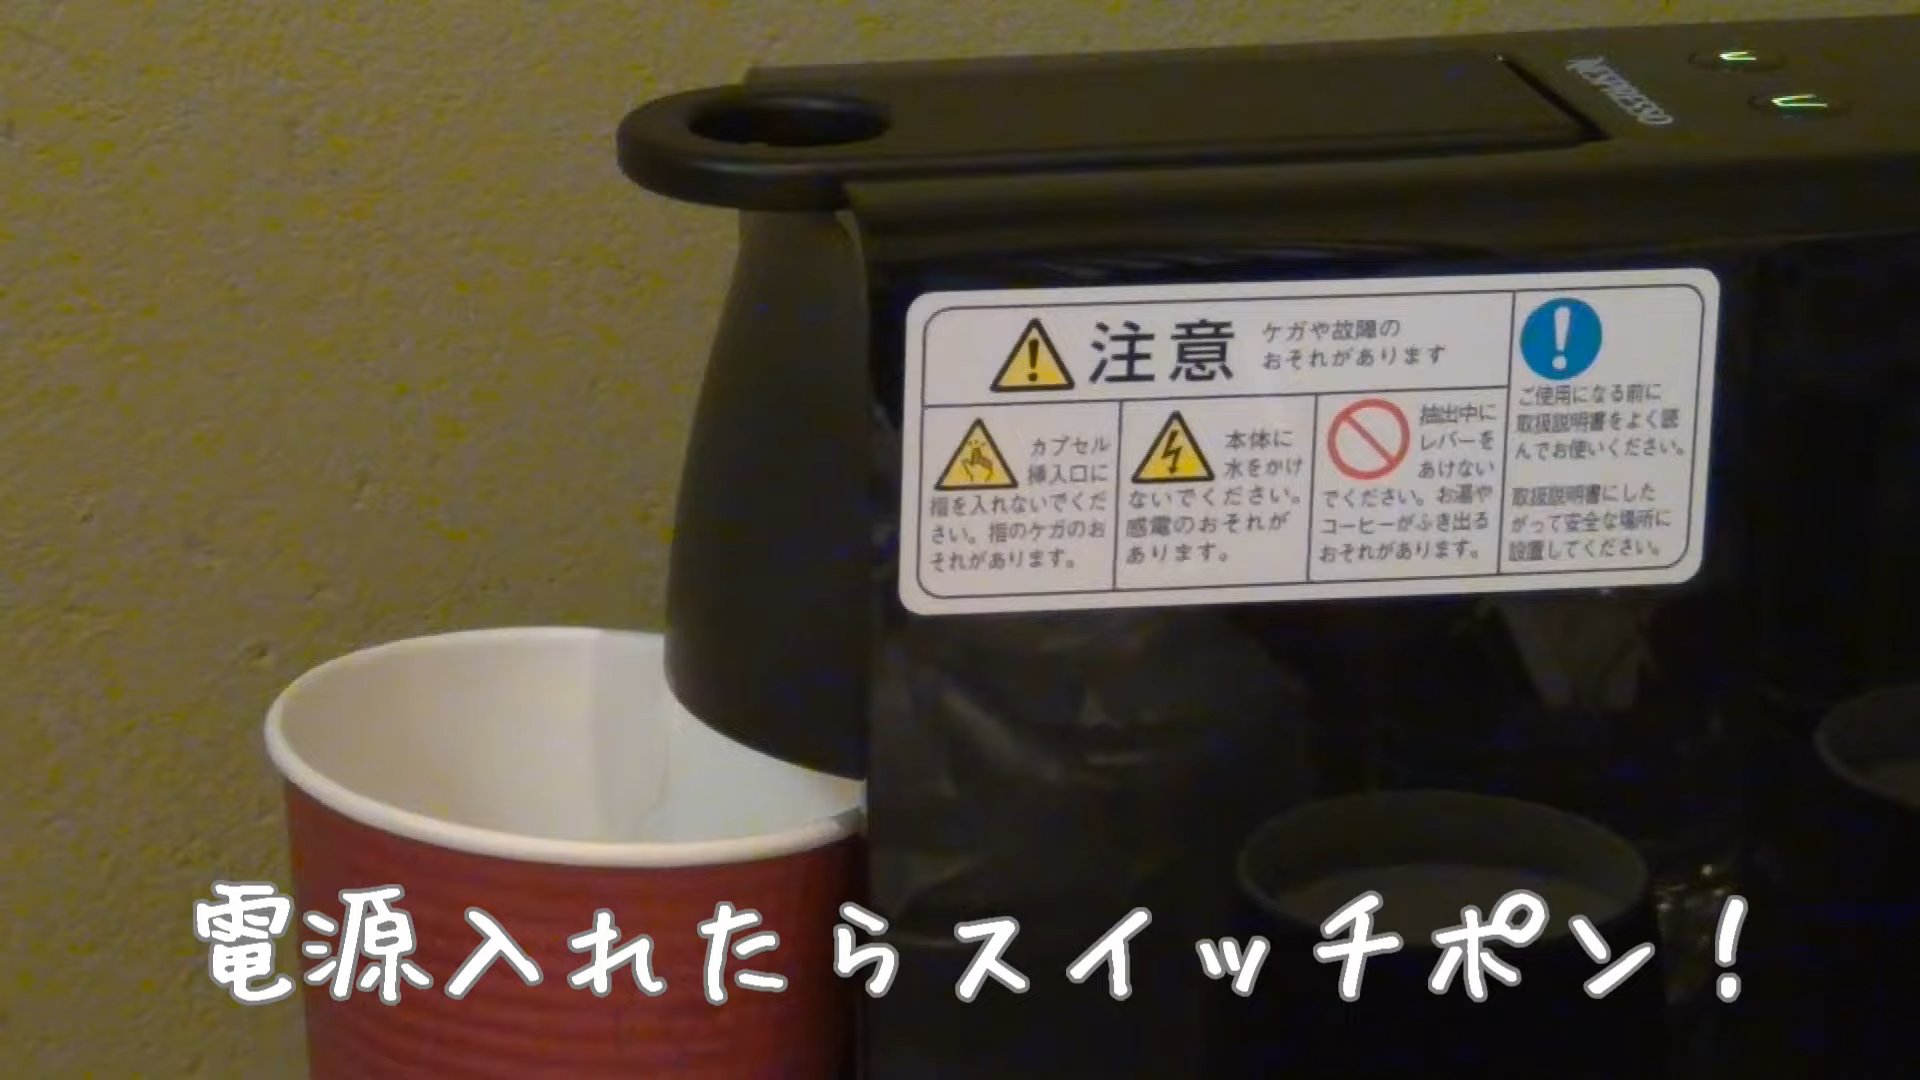 NESPRESSO
注意
ケガや故障の
おそれがあります
カプセル
挿入口に
指を入れないでくだ
さい。指のケガのお
それがあります。
本体に
水をかけ
ないでください。
感電のおそれが
あります。
抽出中に
レバーを
あけない
でください。お湯や
コーヒーがふき出る
おそれがあります。
ご使用になる前に
取扱説明書をよく読
んでお使いください。
取扱説明書にした
がって安全な場所に
設置してください。
電源入れたらスイッチポン！